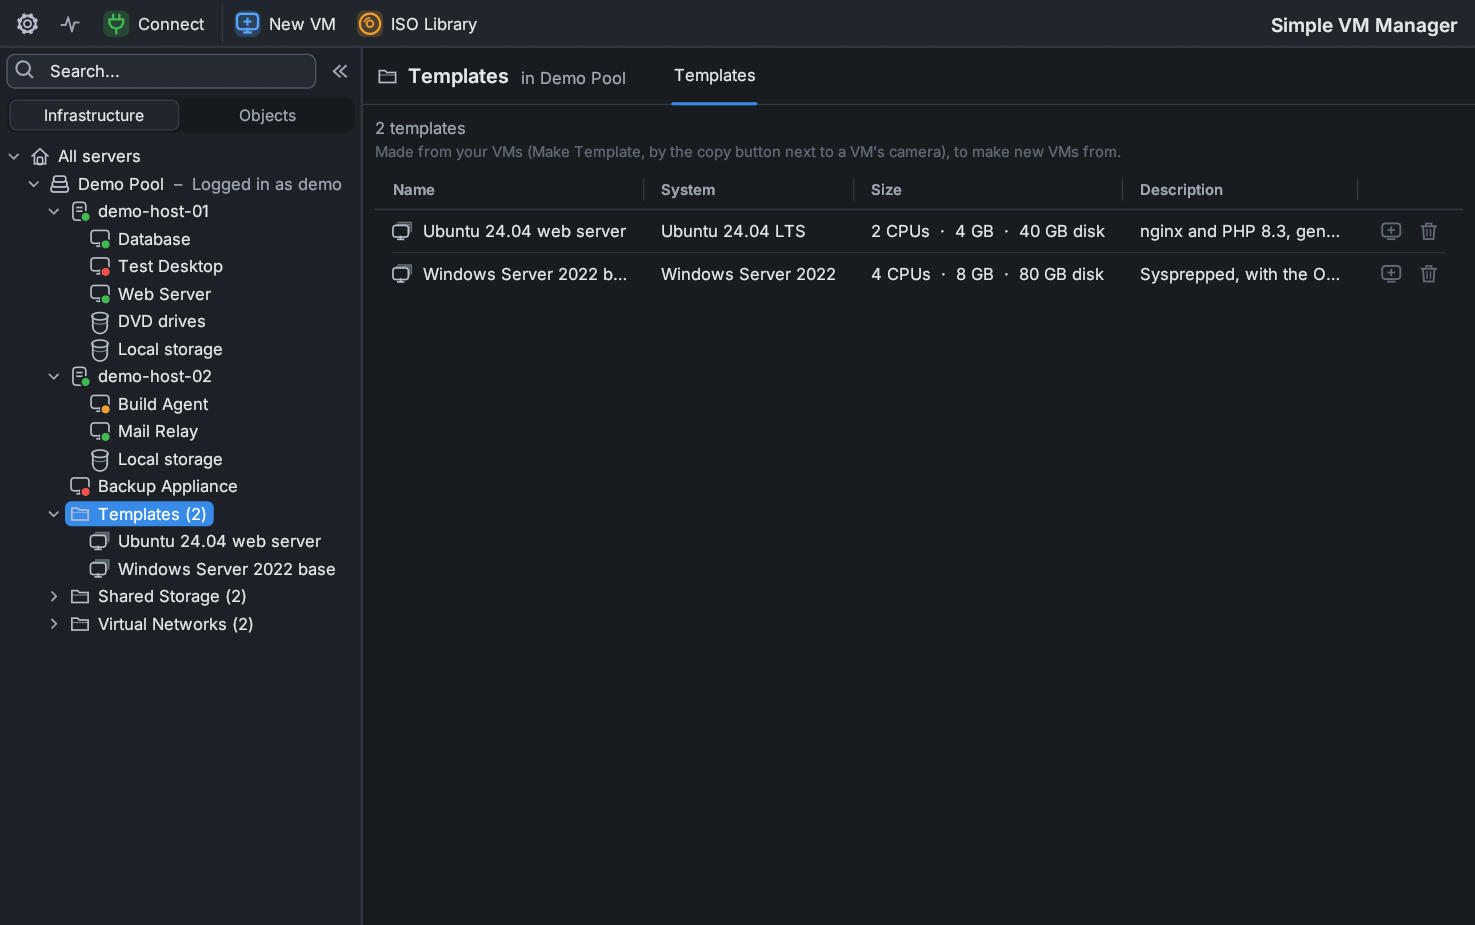 Connect
New VM
ISO Library
Simple VM Manager
Search...
Infrastructure
Objects
All servers
Demo Pool – Logged in as demo
demo-host-01
Database
Test Desktop
Web Server
DVD drives
Local storage
demo-host-02
Build Agent
Mail Relay
Local storage
Backup Appliance
Templates (2)
Ubuntu 24.04 web server
Windows Server 2022 base
Shared Storage (2)
Virtual Networks (2)
Templates in Demo Pool
Templates
2 templates
Made from your VMs (Make Template, by the copy button next to a VM's camera), to make new VMs from.
Name System Size Description
Ubuntu 24.04 web server Ubuntu 24.04 LTS 2 CPUs · 4 GB · 40 GB disk nginx and PHP 8.3, gen...
Windows Server 2022 b... Windows Server 2022 4 CPUs · 8 GB · 80 GB disk Sysprepped, with the O...